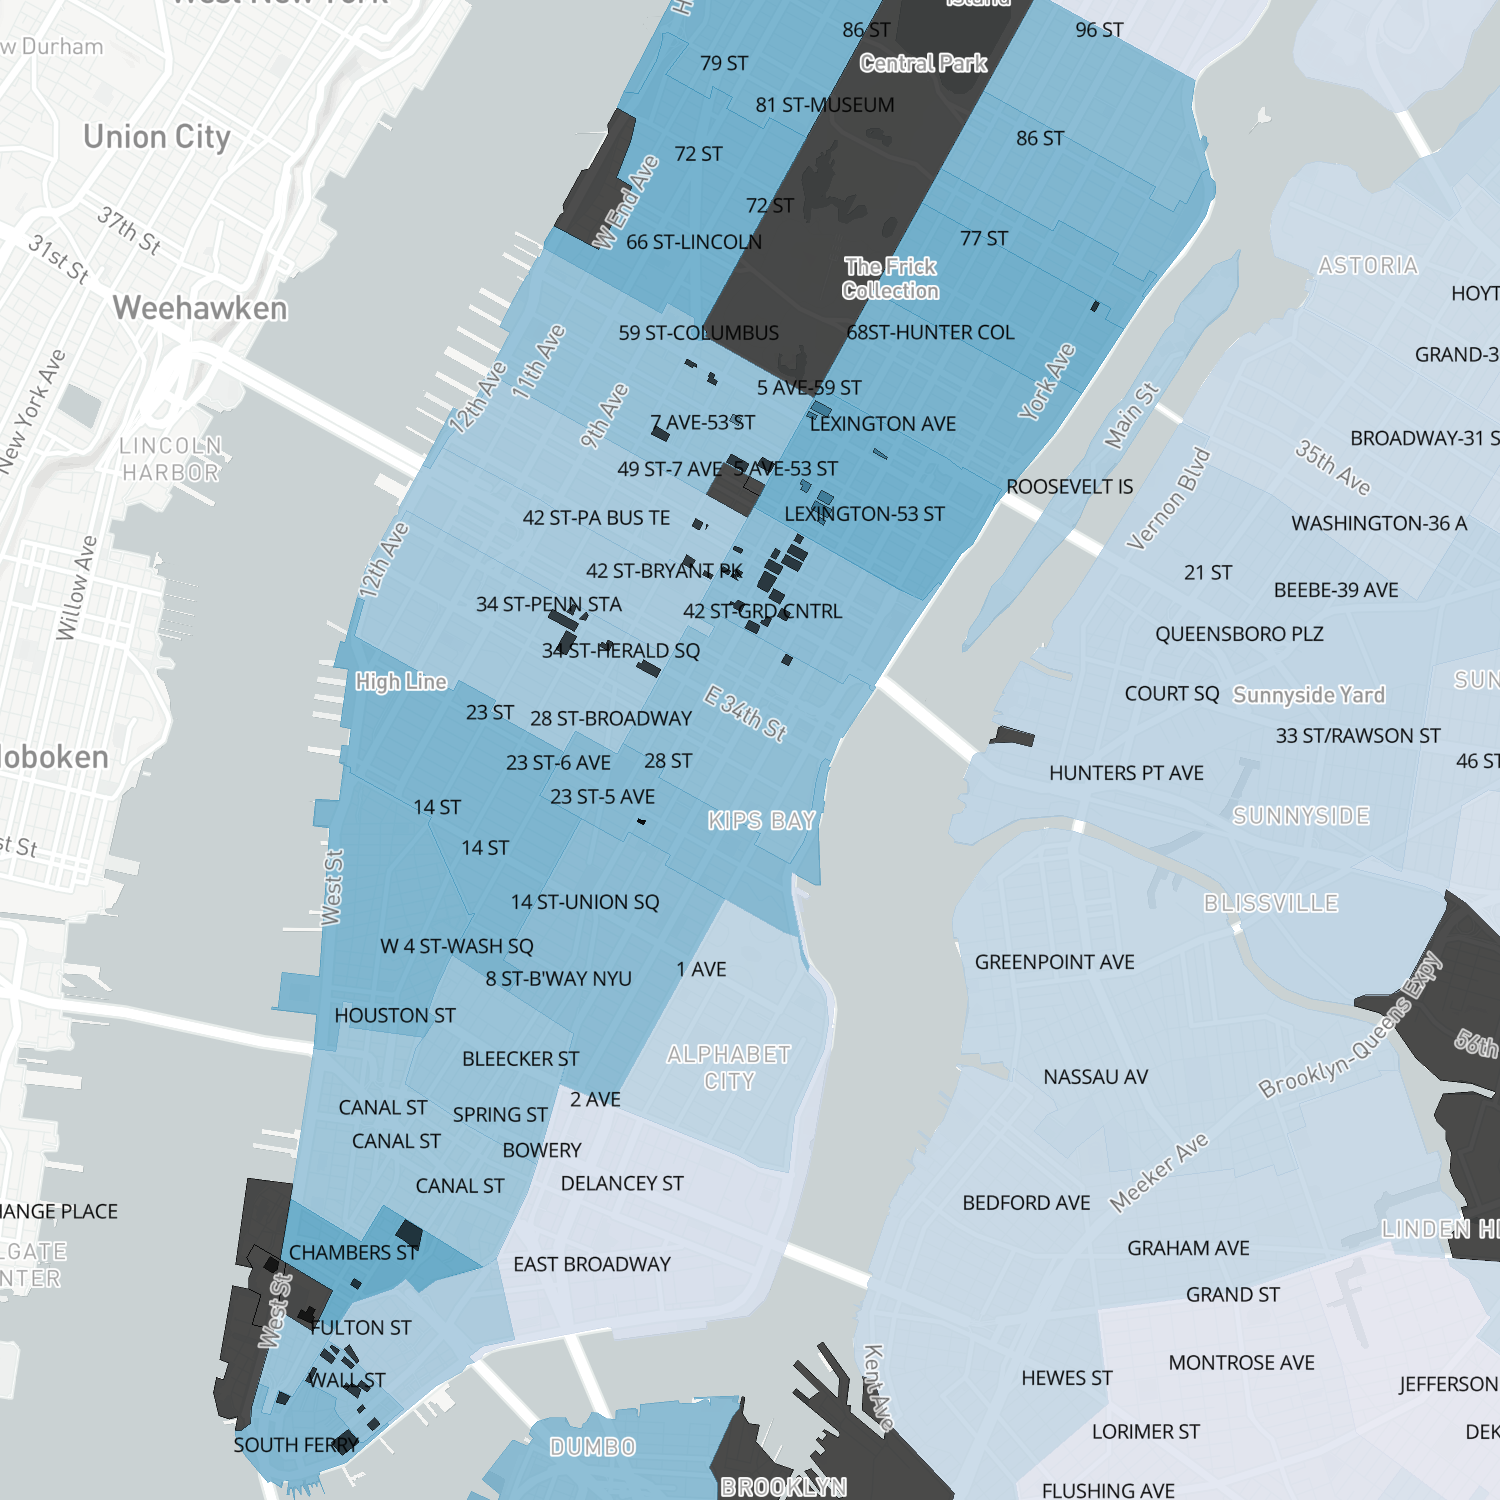 West New York
Island
86 ST
96 ST
Durham
79 ST
Central Park
81 ST-MUSEUM
Union City
86 ST
72 ST
W End Ave
72 ST
37th St
77 ST
66 ST-LINCOLN
31st St
The Frick
Collection
ASTORIA
HOYT
Weehawken
59 ST-COLUMBUS
68ST-HUNTER COL
GRAND-3
11th Ave
12th Ave
York Ave
5 AVE-59 ST
9th Ave
7 AVE-53 ST
LEXINGTON AVE
Main St
New York Ave
BROADWAY-31 S
LINCOLN
HARBOR
35th Ave
49 ST-7 AVE
5 AVE-53 ST
ROOSEVELT IS
Vernon Blvd
42 ST-PA BUS TE
LEXINGTON-53 ST
WASHINGTON-36 A
12th Ave
42 ST-BRYANT PK
21 ST
BEEBE-39 AVE
Willow Ave
34 ST-PENN STA
42 ST-GRD CNTRL
QUEENSBORO PLZ
34 ST-HERALD SQ
High Line
SUN
COURT SQ
Sunnyside Yard
E 34th St
23 ST
28 ST-BROADWAY
33 ST/RAWSON ST
oboken
23 ST-6 AVE
28 ST
46 ST
HUNTERS PT AVE
23 ST-5 AVE
14 ST
KIPS BAY
SUNNYSIDE
st St
14 ST
West St
14 ST-UNION SQ
BLISSVILLE
W 4 ST-WASH SQ
GREENPOINT AVE
1 AVE
8 ST-B'WAY NYU
HOUSTON ST
Brooklyn-Queens Expy
56th
BLEECKER ST
ALPHABET
CITY
NASSAU AV
2 AVE
CANAL ST
SPRING ST
CANAL ST
BOWERY
Meeker Ave
DELANCEY ST
CANAL ST
BEDFORD AVE
HANGE PLACE
LINDEN HI
LGATE
NTER
CHAMBERS ST
EAST BROADWAY
GRAHAM AVE
GRAND ST
West St
FULTON ST
MONTROSE AVE
WALL ST
Kent Ave
HEWES ST
JEFFERSON
SOUTH FERRY
DUMBO
LORIMER ST
DEK
BROOKLYN
FLUSHING AVE